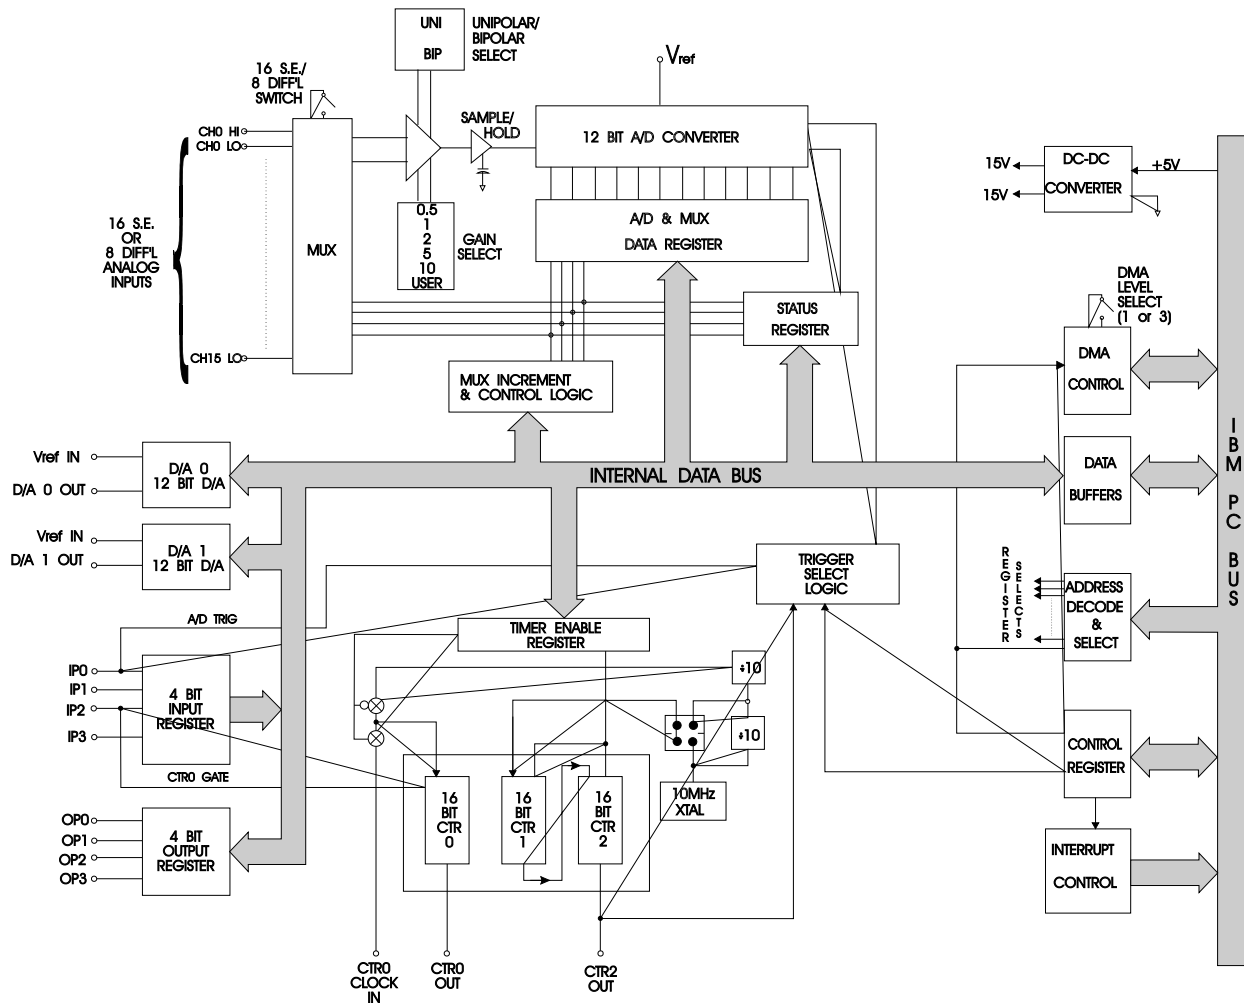 UNI
BIP
UNIPOLAR/
BIPOLAR
SELECT
Vref
16 S.E./
8 DIFF'L
SWITCH
SAMPLE/
HOLD
12 BIT A/D CONVERTER
CH0 HI
CH0 LO
CH15 LO
16 S.E.
OR
8 DIFF'L
ANALOG
INPUTS
MUX
0.5
1
2
5
10
USER
GAIN
SELECT
A/D & MUX
DATA REGISTER
STATUS
REGISTER
MUX INCREMENT
& CONTROL LOGIC
15V
15V
DC-DC
CONVERTER
+5V
DMA
LEVEL
SELECT
(1 or 3)
DMA
CONTROL
IBM PC BUS
DATA
BUFFERS
INTERNAL DATA BUS
Vref IN
D/A 0 OUT
D/A 0
12 BIT D/A
Vref IN
D/A 1 OUT
D/A 1
12 BIT D/A
TRIGGER
SELECT
LOGIC
REGISTER
SELECTS
ADDRESS
DECODE
&
SELECT
A/D TRIG
TIMER ENABLE
REGISTER
IP0
IP1
IP2
IP3
4 BIT
INPUT
REGISTER
÷10
÷10
CONTROL
REGISTER
CTR0 GATE
16
BIT
CTR
0
16
BIT
CTR
1
16
BIT
CTR
2
10MHz
XTAL
OP0
OP1
OP2
OP3
4 BIT
OUTPUT
REGISTER
INTERRUPT
CONTROL
CTR0
CLOCK
IN
CTR0
OUT
CTR2
OUT